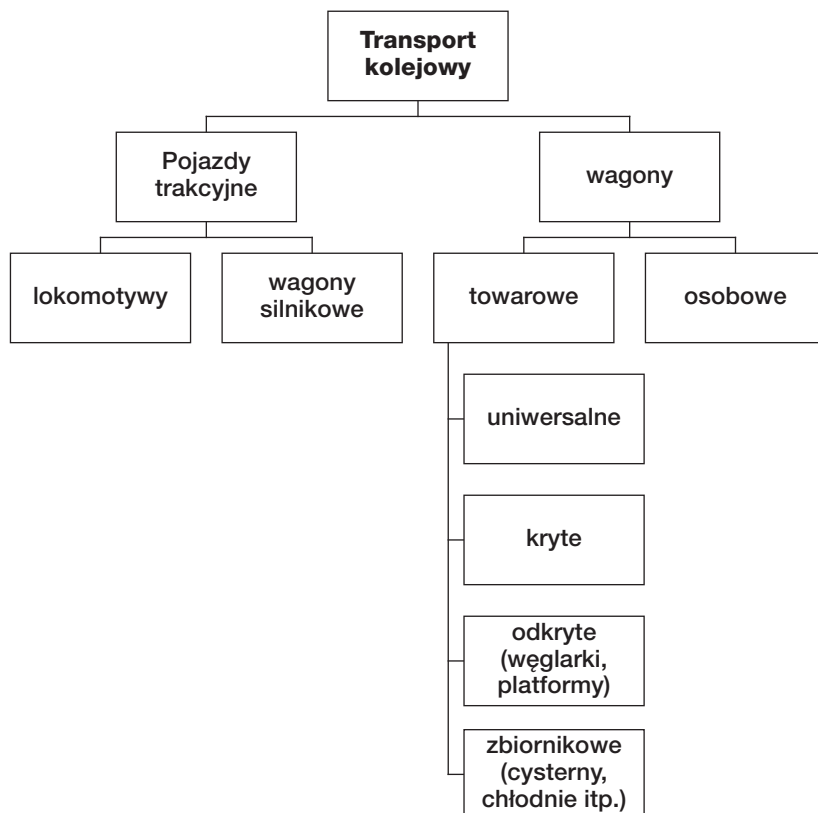 Transport
kolejowy
Pojazdy
trakcyjne
wagony
lokomotywy
wagony
silnikowe
towarowe
osobowe
uniwersalne
kryte
odkryte
(węglarki,
platformy)
zbiornikowe
(cysterny,
chłodnie itp.)